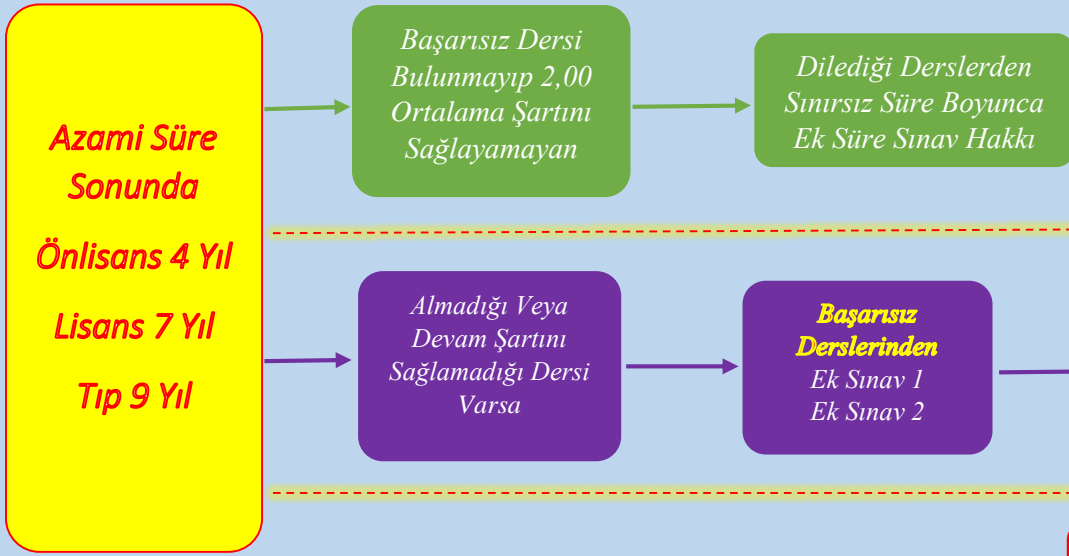 Azami Süre
Sonunda
Önlisans 4 Yıl
Lisans 7 Yıl
Tıp 9 Yıl
Başarısız Dersi
Bulunmayıp 2,00
Ortalama Şartını
Sağlayamayan
Dilediği Derslerden
Sınırsız Süre Boyunca
Ek Süre Sınav Hakkı
Almadığı Veya
Devam Şartını
Sağlamadığı Dersi
Varsa
Başarısız
Derslerinden
Ek Sınav 1
Ek Sınav 2